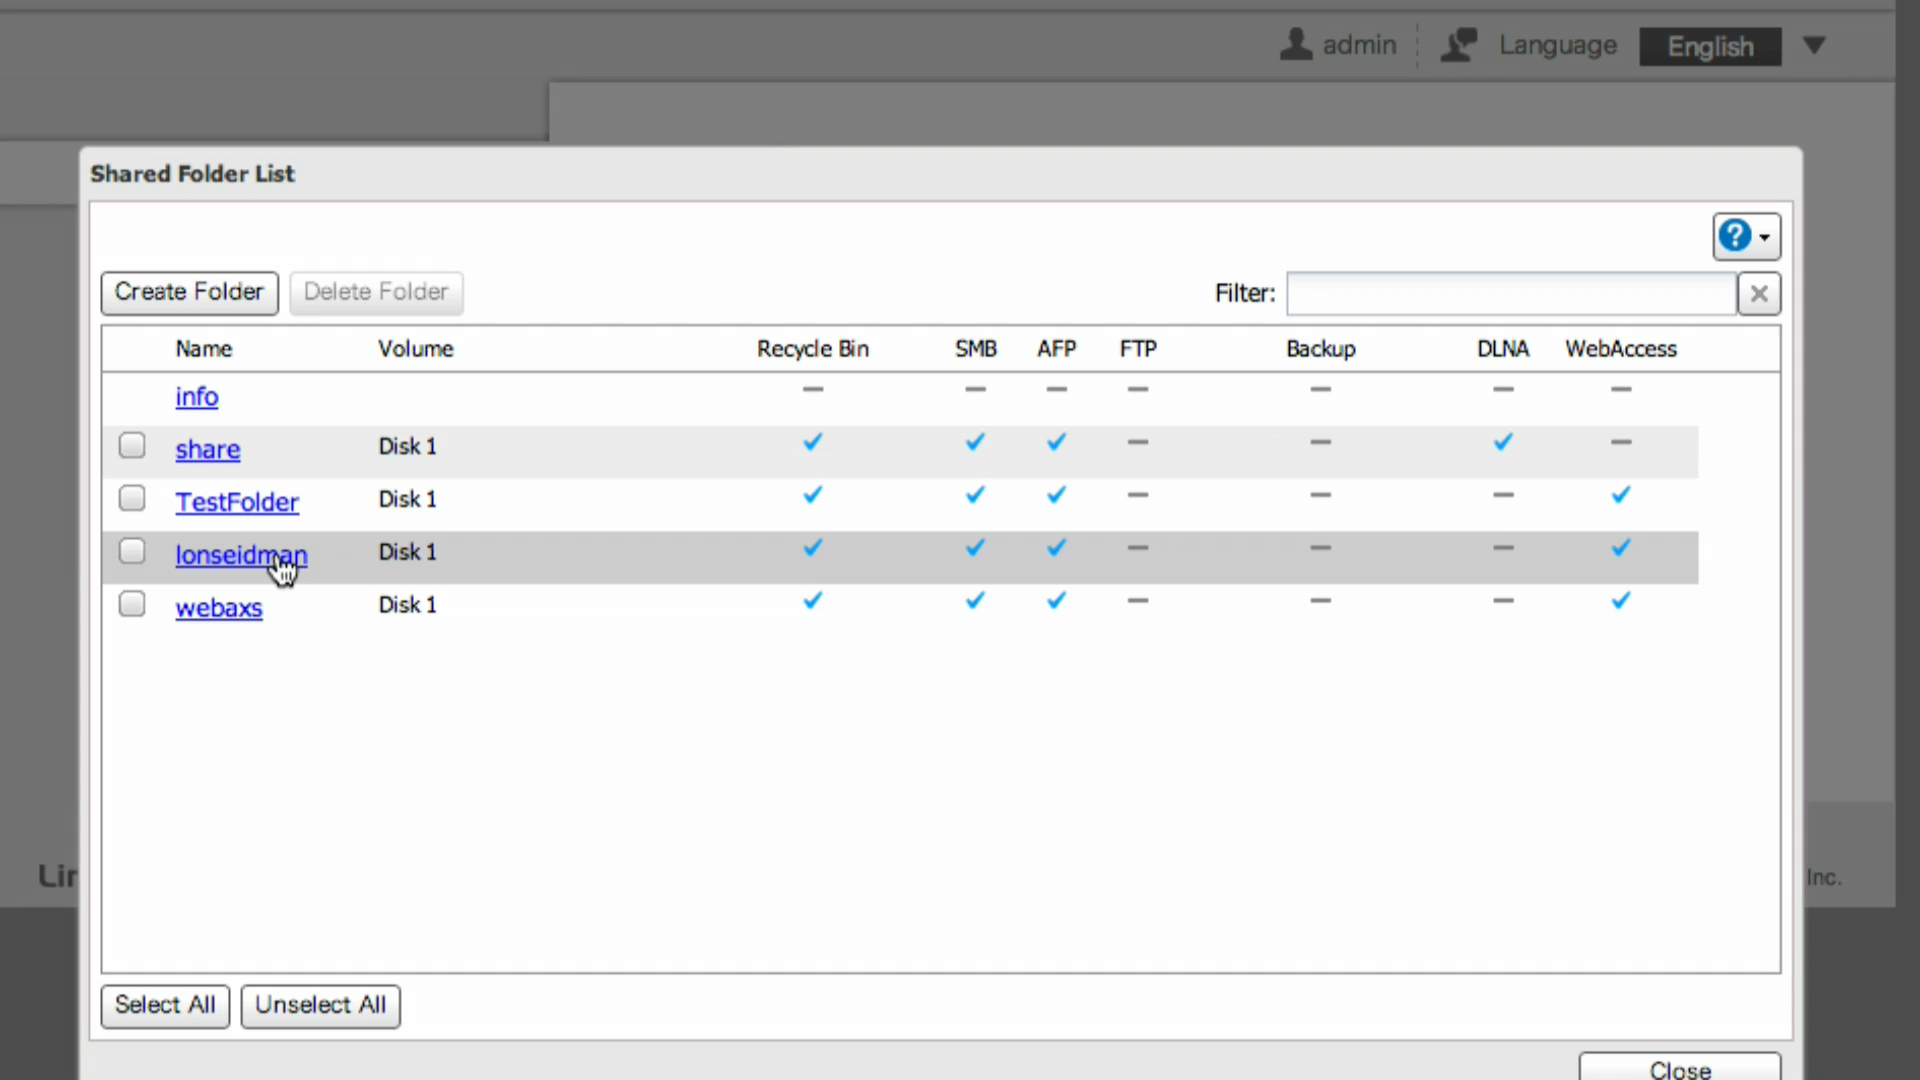 admin Language English
Shared Folder List
Create Folder Delete Folder Filter:
Name Volume Recycle Bin SMB AFP FTP Backup DLNA WebAccess
info
share Disk 1
TestFolder Disk 1
lonseidman Disk 1
webaxs Disk 1
Inc.
Select All Unselect All
Close